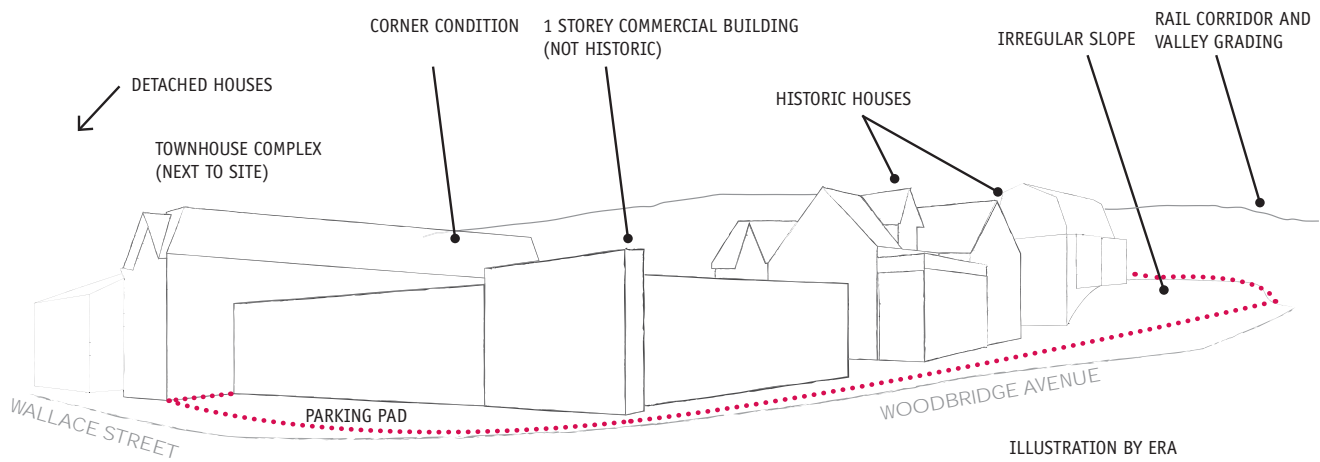 CORNER CONDITION
1 STOREY COMMERCIAL BUILDING
(NOT HISTORIC)
IRREGULAR SLOPE
RAIL CORRIDOR AND
VALLEY GRADING
DETACHED HOUSES
HISTORIC HOUSES
TOWNHOUSE COMPLEX
(NEXT TO SITE)
WALLACE STREET
PARKING PAD
WOODBRIDGE AVENUE
ILLUSTRATION BY ERA